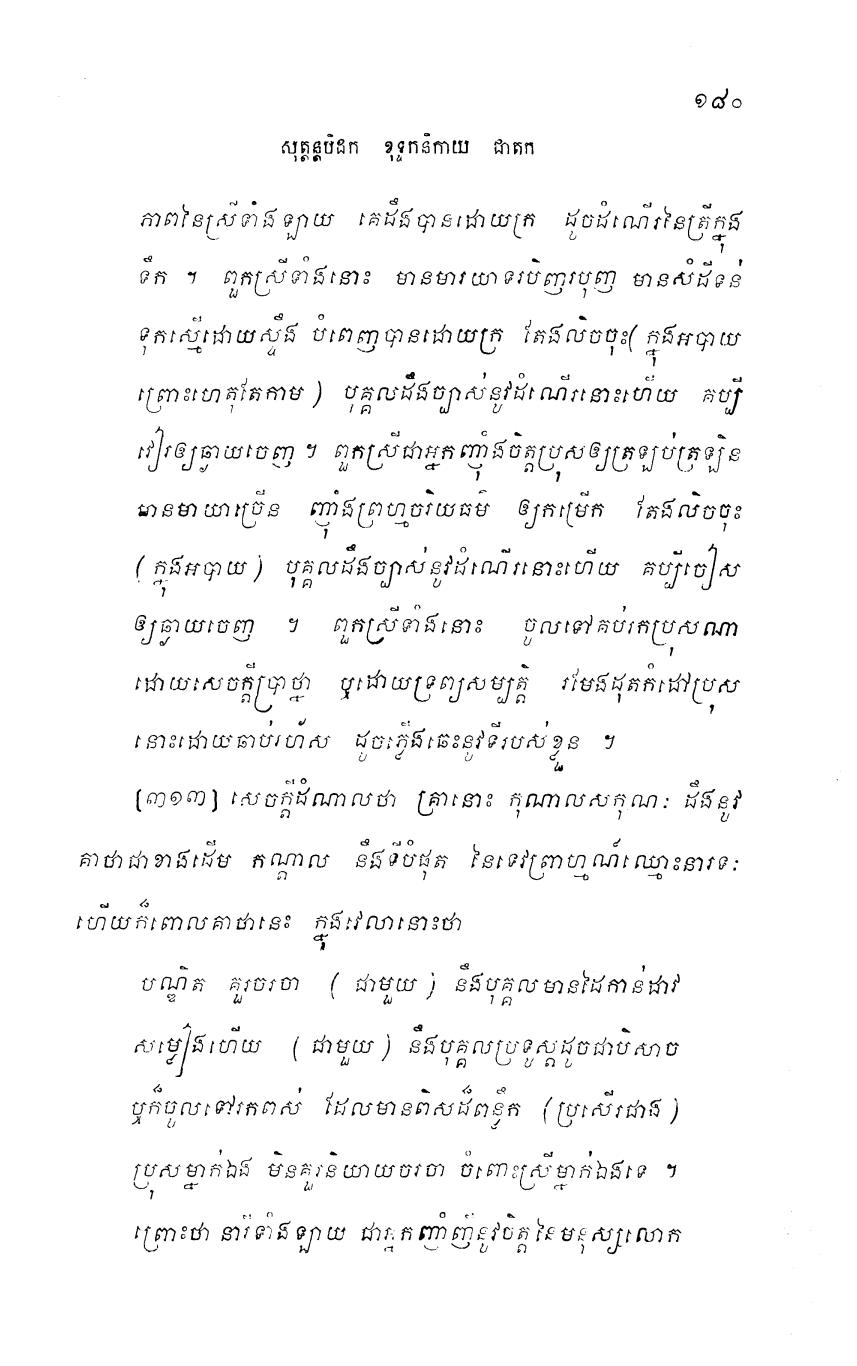 ១៨០
សុត្តន្តបិដក ខុទ្ទកនិកាយ ជាតក
ភាពនៃស្រីទាំងឡាយ គេដឹងបានដោយក្រ ដូចដំណើរនៃត្រីក្នុង
ទឹក ។ ពួកស្រីទាំងនោះ មានមារយាទរបិញរបុញ មានសំដីទន់
ទុកស្មើដោយស្ទឹង បំពេញបានដោយក្រ តែងលិចចុះ( ក្នុងអបាយ
ព្រោះហេតុតែកាម ) បុគ្គលដឹងច្បាស់នូវដំណើរនោះហើយ គប្បី
វៀរឲ្យឆ្ងាយចេញ ។ ពួកស្រីជាអ្នកញ៉ាំងចិត្តប្រុសឲ្យត្រឡប់ត្រឡិន
មានមាយាច្រើន ញ៉ាំងព្រហ្មចរិយធម៌ ឲ្យកម្រើក តែងលិចចុះ
( ក្នុងអបាយ ) បុគ្គលដឹងច្បាស់នូវដំណើរនោះហើយ គប្បីចៀស
ឲ្យឆ្ងាយចេញ ។ ពួកស្រីទាំងនោះ ចូលទៅគប់រកប្រុសណា
ដោយសេចក្តីប្រាថ្នា ឬដោយទ្រព្យសម្បត្តិ រមែងដុតកំដៅប្រុស
នោះដោយឆាប់រហ័ស ដូចភ្លើងឆេះនូវទីរបស់ខ្លួន ។
[៣១៣] សេចក្តីដំណាលថា គ្រានោះ កុណាលសកុណៈ ដឹងនូវ
គាថាជាខាងដើម កណ្តាល នឹងទីបំផុត នៃទេវព្រាហ្មណ៍ឈ្មោះនារទៈ
ហើយក៏ពោលគាថានេះ ក្នុងវេលានោះថា
បណ្ឌិត គួរចរចា ( ជាមួយ ) នឹងបុគ្គលមានដៃកាន់ដាវ
សម្លៀងហើយ ( ជាមួយ ) នឹងបុគ្គលប្រទូស្តដូចជាបិសាច
ឬក៏ចូលទៅរកពស់ ដែលមានពិសដ៏ពន្លឹក ( ប្រសើរជាង )
ប្រុសម្នាក់ឯង មិនគួរនិយាយចរចា ចំពោះស្រីម្នាក់ឯងទេ ។
ព្រោះថា នារីទាំងឡាយ ជាអ្នកញាំញីនូវចិត្តនៃមនុស្សលោក